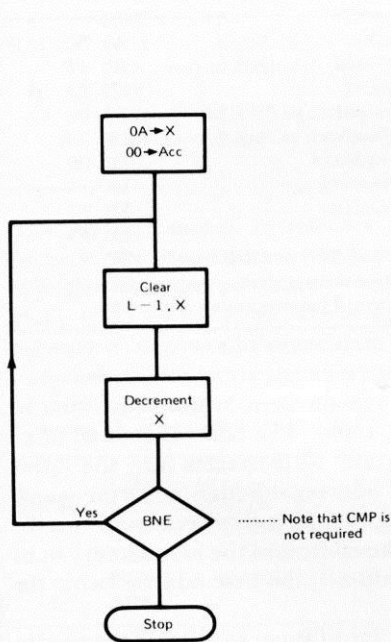 0A→X
00→Acc
Clear
L − 1, X
Decrement
X
Yes
BNE
........ Note that CMP is
not required
Stop